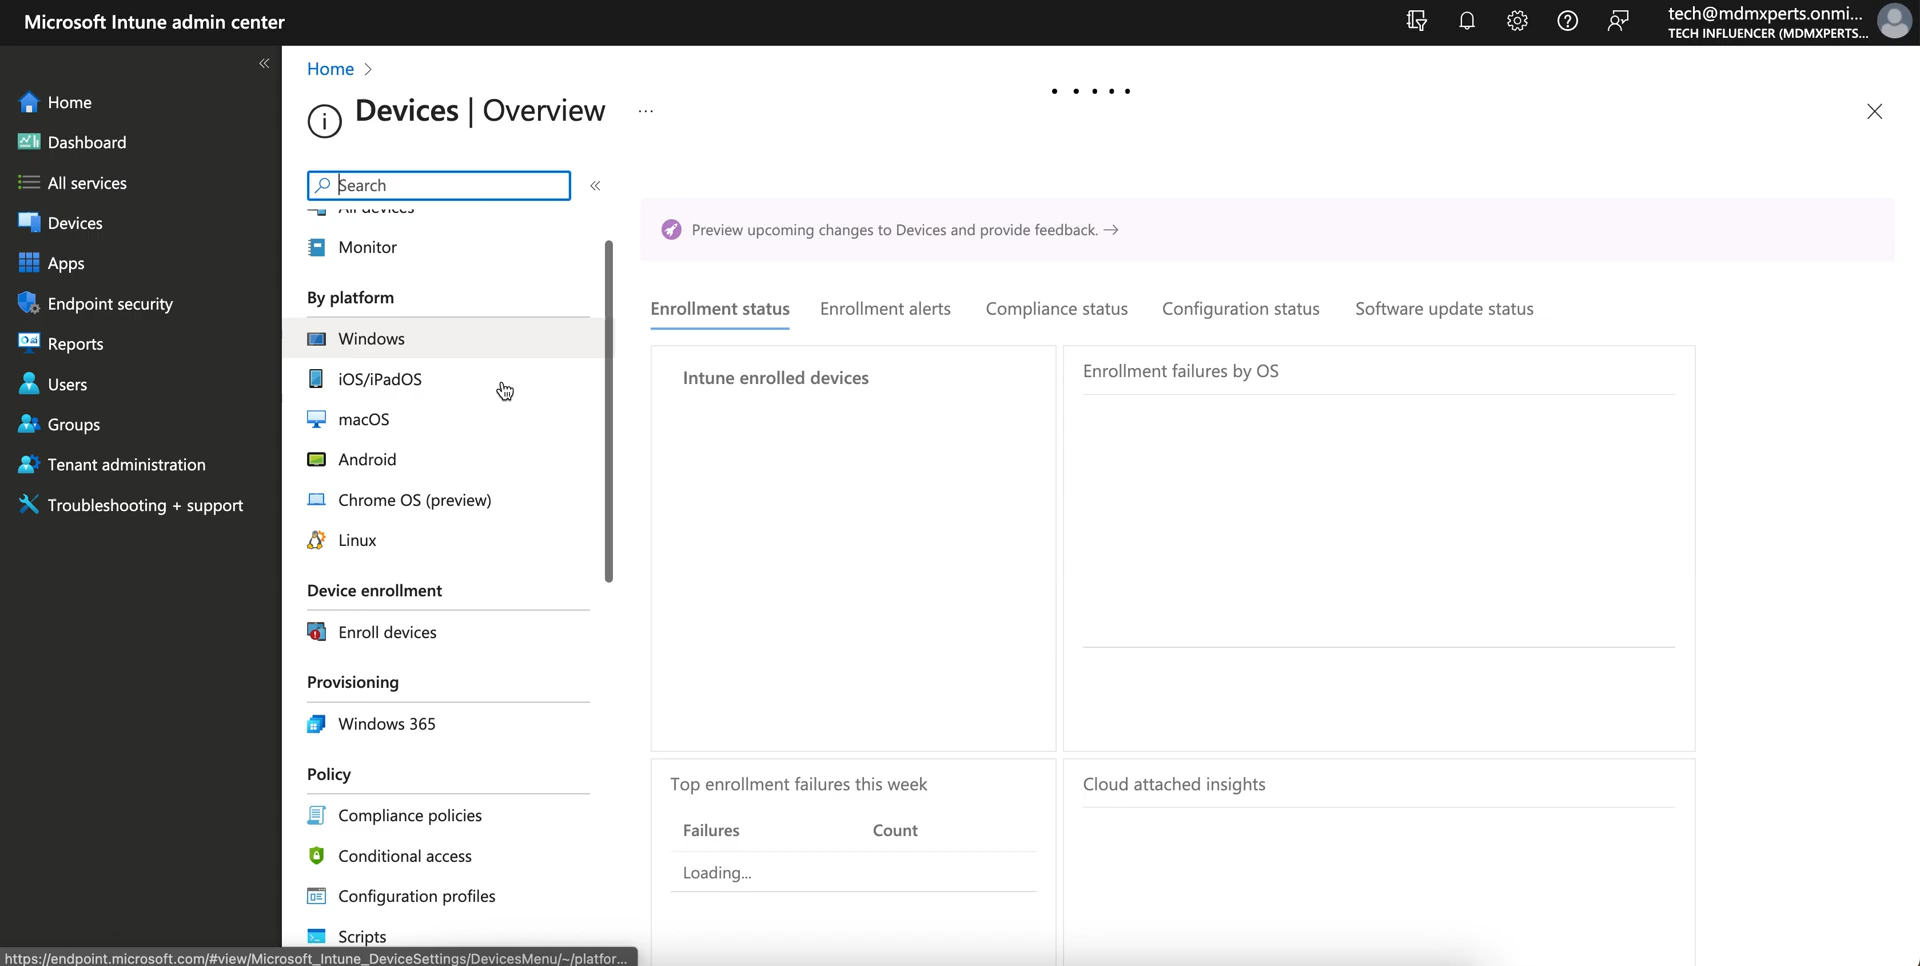 Microsoft Intune admin center
tech@mdmxperts.onmi...
TECH INFLUENCER (MDMXPERTS...
Home
Dashboard
All services
Devices
Apps
Endpoint security
Reports
Users
Groups
Tenant administration
Troubleshooting + support
Home >
Devices | Overview ...
Search
All devices
Monitor
By platform
Windows
iOS/iPadOS
macOS
Android
Chrome OS (preview)
Linux
Device enrollment
Enroll devices
Provisioning
Windows 365
Policy
Compliance policies
Conditional access
Configuration profiles
Scripts
Preview upcoming changes to Devices and provide feedback. →
Enrollment status Enrollment alerts Compliance status Configuration status Software update status
Intune enrolled devices
Enrollment failures by OS
Top enrollment failures this week
Failures Count
Loading...
Cloud attached insights
https://endpoint.microsoft.com/#view/Microsoft_Intune_DeviceSettings/DevicesMenu/~/platfor...